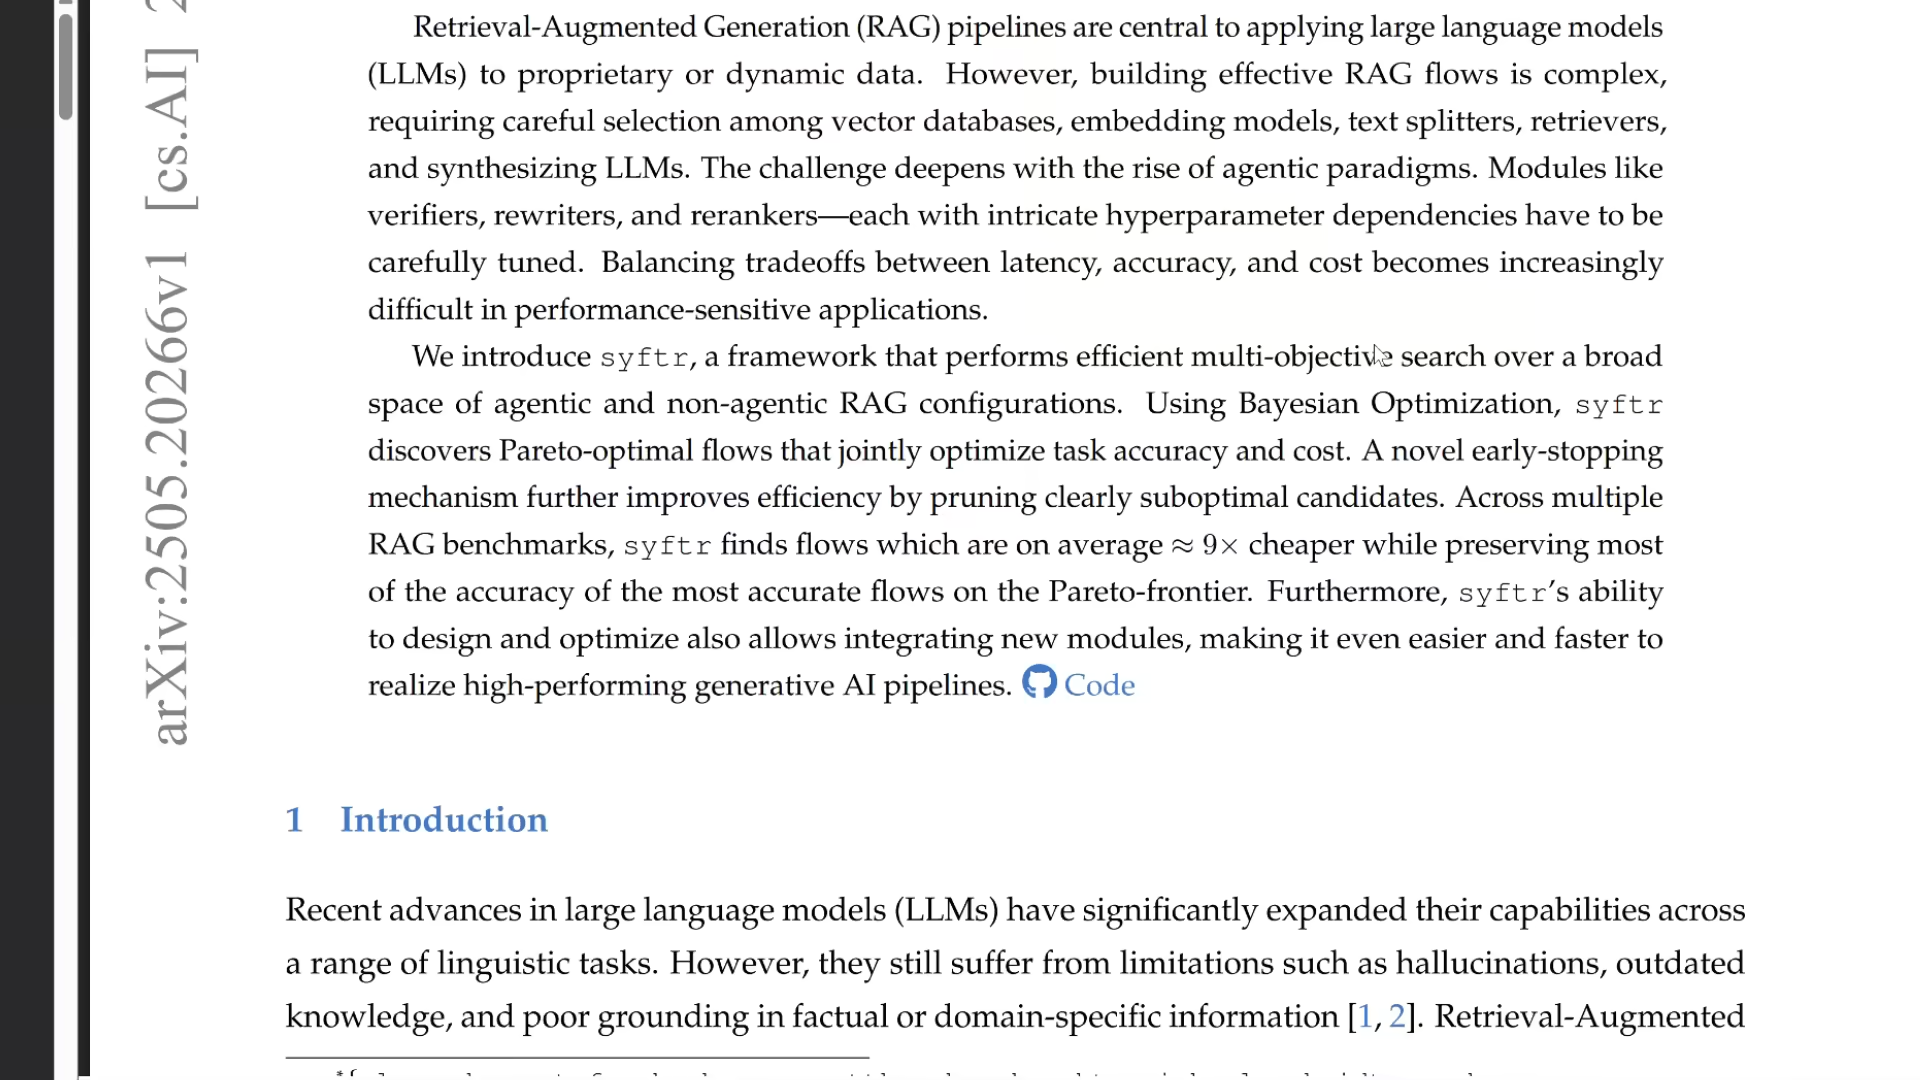 Retrieval-Augmented Generation (RAG) pipelines are central to applying large language models
(LLMs) to proprietary or dynamic data. However, building effective RAG flows is complex,
requiring careful selection among vector databases, embedding models, text splitters, retrievers,
and synthesizing LLMs. The challenge deepens with the rise of agentic paradigms. Modules like
verifiers, rewriters, and rerankers—each with intricate hyperparameter dependencies have to be
carefully tuned. Balancing tradeoffs between latency, accuracy, and cost becomes increasingly
difficult in performance-sensitive applications.
We introduce syftr, a framework that performs efficient multi-objective search over a broad
space of agentic and non-agentic RAG configurations. Using Bayesian Optimization, syftr
discovers Pareto-optimal flows that jointly optimize task accuracy and cost. A novel early-stopping
mechanism further improves efficiency by pruning clearly suboptimal candidates. Across multiple
RAG benchmarks, syftr finds flows which are on average ≈ 9× cheaper while preserving most
of the accuracy of the most accurate flows on the Pareto-frontier. Furthermore, syftr's ability
to design and optimize also allows integrating new modules, making it even easier and faster to
realize high-performing generative AI pipelines. Code
arXiv:2505.20266v1 [cs.AI] 2
1 Introduction
Recent advances in large language models (LLMs) have significantly expanded their capabilities across
a range of linguistic tasks. However, they still suffer from limitations such as hallucinations, outdated
knowledge, and poor grounding in factual or domain-specific information [1, 2]. Retrieval-Augmented